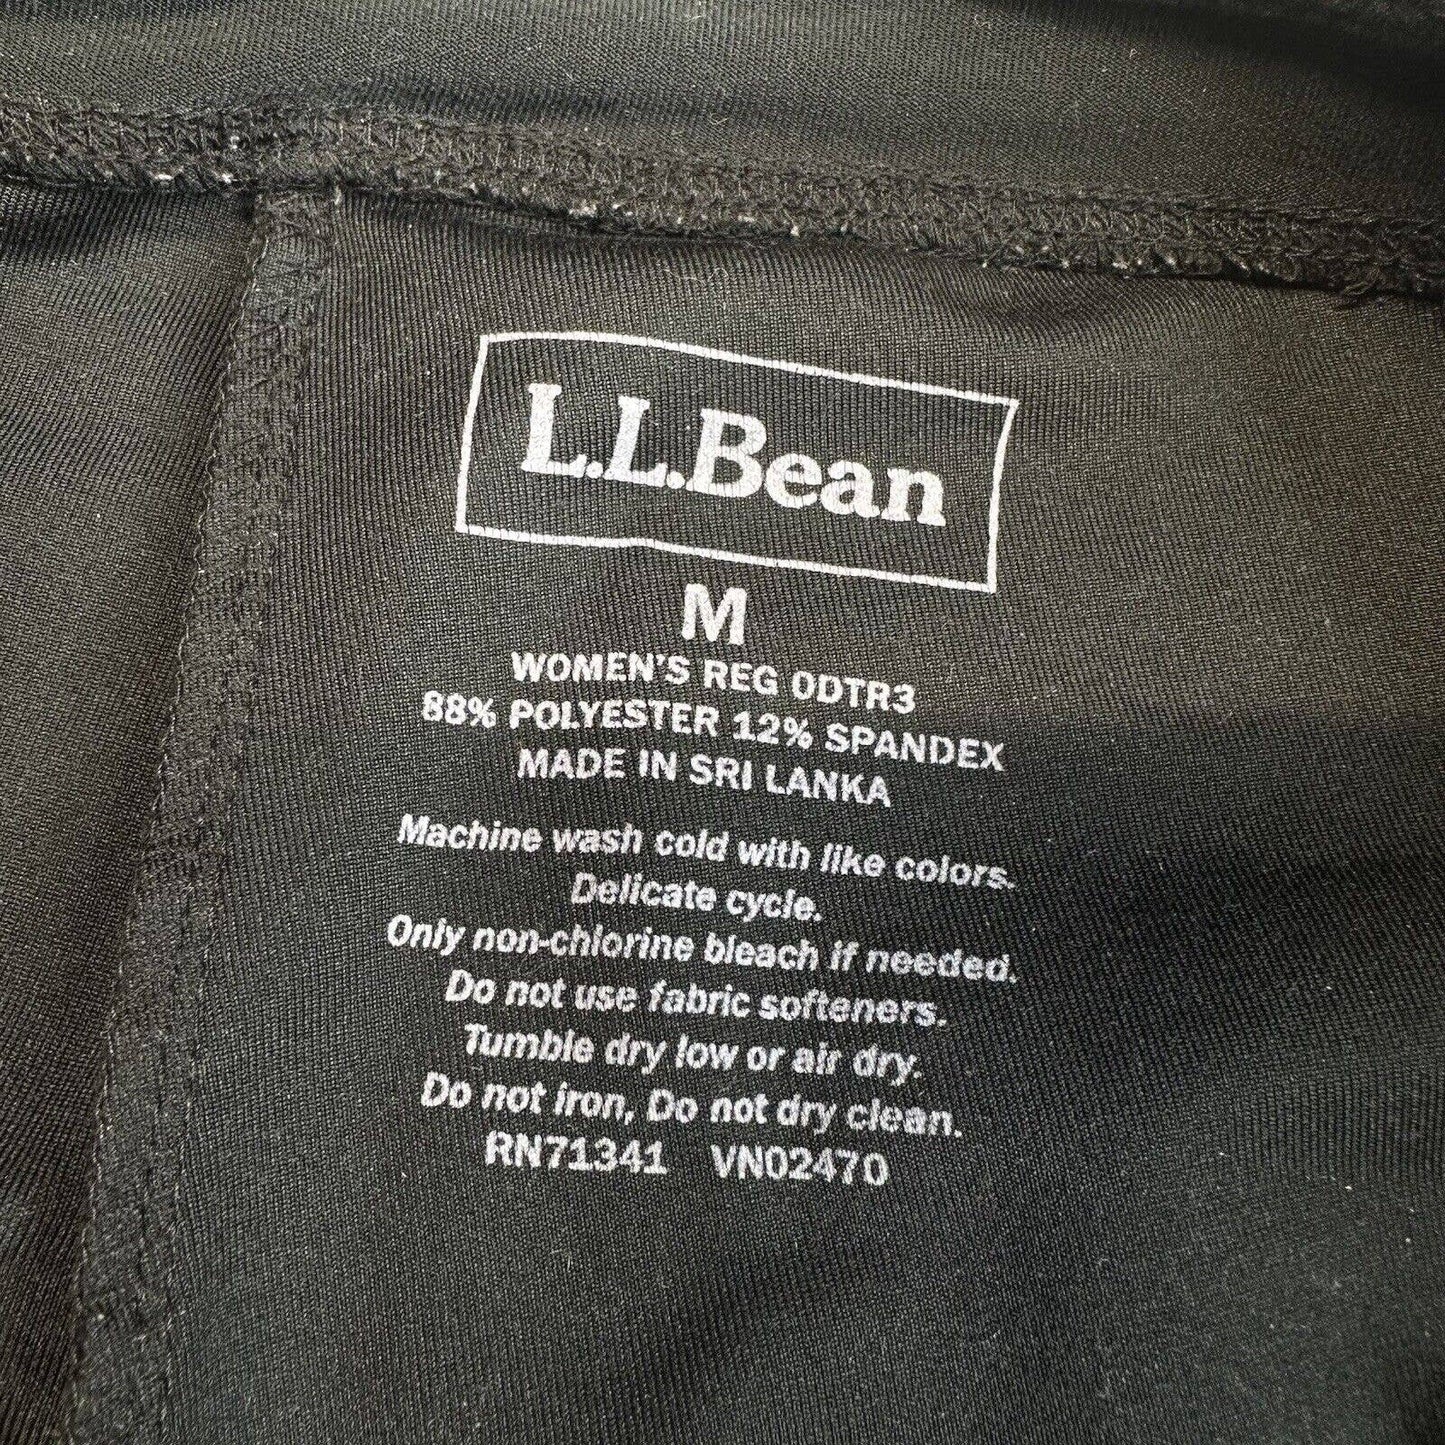 L.L.Bean
M
WOMEN'S REG 0DTR3
88% POLYESTER 12% SPANDEX
MADE IN SRI LANKA
Machine wash cold with like colors.
Delicate cycle.
Only non-chlorine bleach if needed.
Do not use fabric softeners.
Tumble dry low or air dry.
Do not iron, Do not dry clean.
RN71341 VN02470